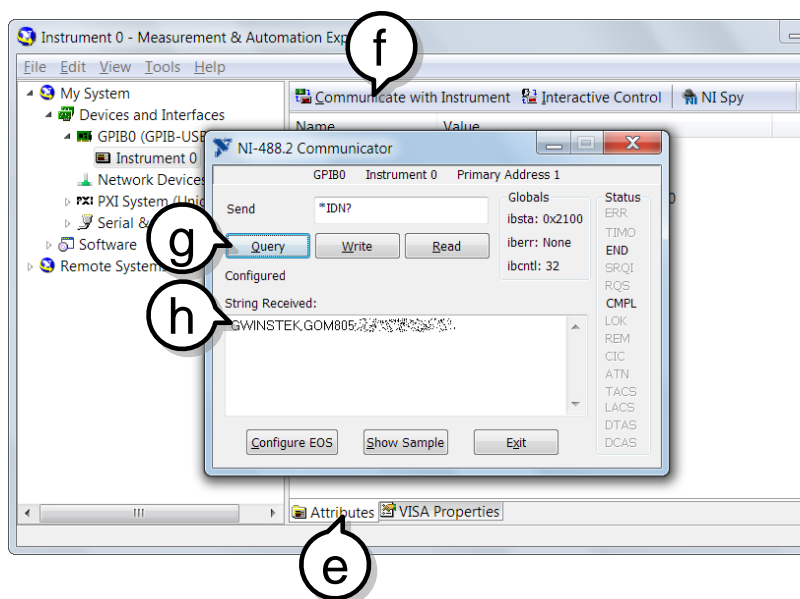 Instrument 0 - Measurement & Automation Exp
f
File Edit View Tools Help
My System
Devices and Interfaces
GPIB0 (GPIB-USB
Instrument 0
Network Devices
PXI System (Unid
Serial &
Software
Remote Systems
Communicate with Instrument Interactive Control NI Spy
Name Value
NI-488.2 Communicator
GPIB0 Instrument 0 Primary Address 1
Send *IDN?
g
Query Write Read
Configured
h
String Received:
GWINSTEK,GOM805
Globals
ibsta: 0x2100
iberr: None
ibcntl: 32
Status
ERR
TIMO
END
SRQI
RQS
CMPL
LOK
REM
CIC
ATN
TACS
LACS
DTAS
DCAS
Configure EOS Show Sample Exit
Attributes VISA Properties
e